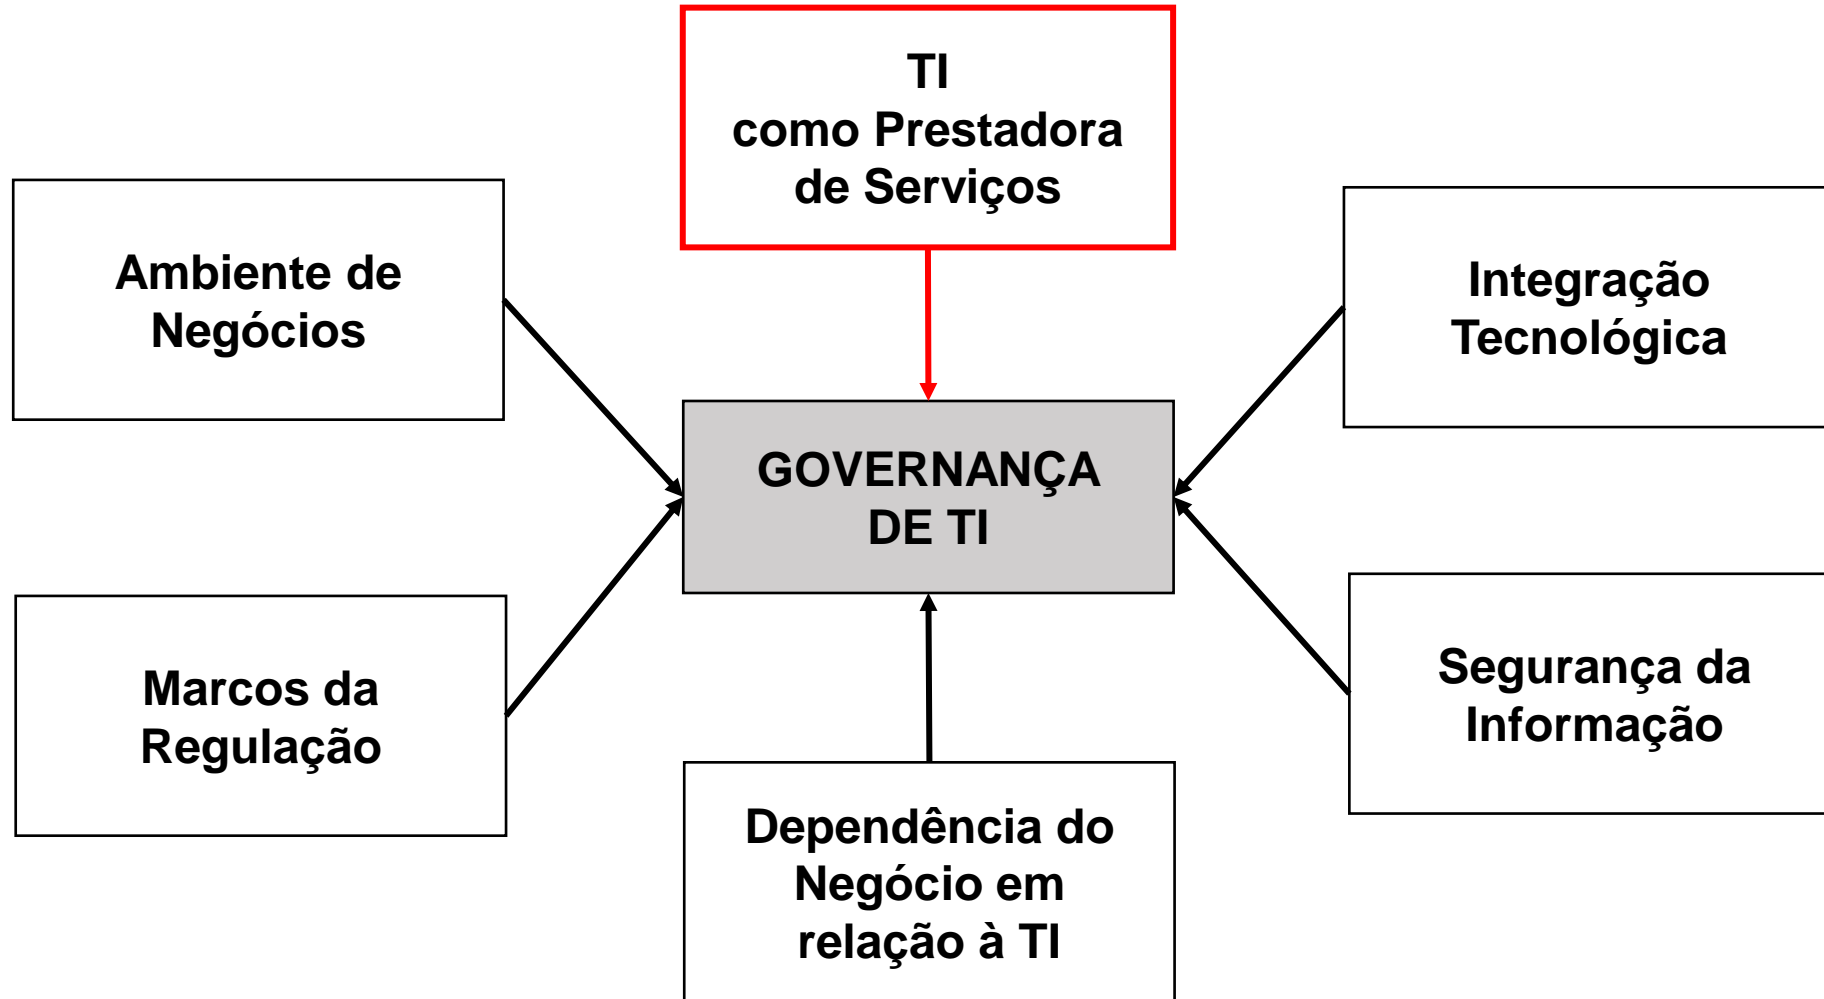 TI
como Prestadora
de Serviços
Ambiente de
Negócios
Integração
Tecnológica
GOVERNANÇA
DE TI
Marcos da
Regulação
Segurança da
Informação
Dependência do
Negócio em
relação à TI